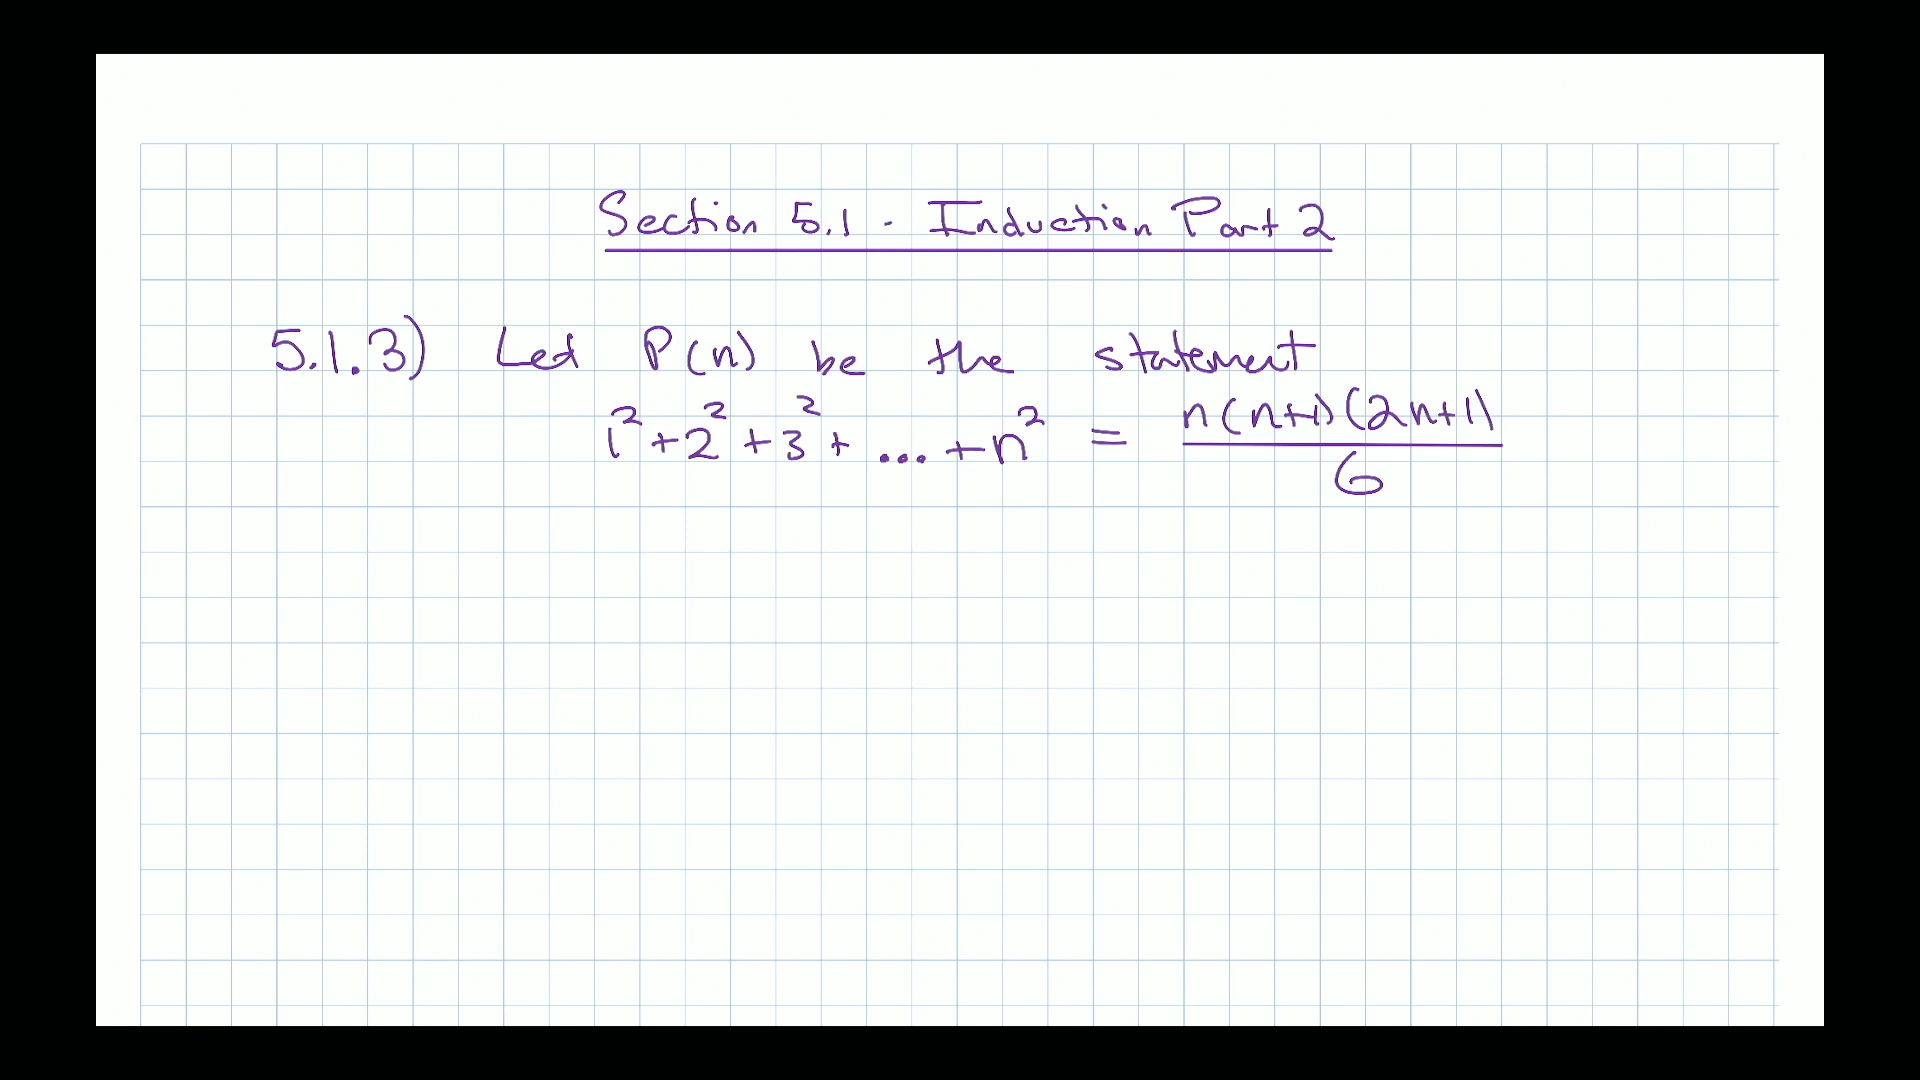 Section 5.1 - Induction Part 2
5.1.3) Let P(n) be the statement
1² + 2² + 3² + ... + n² = n(n+1)(2n+1) / 6